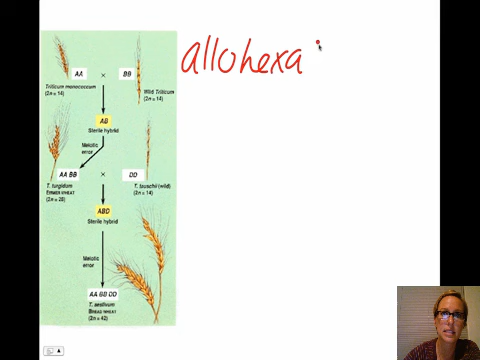 allohexa
AA × BB
Triticum monococcum
(2n = 14)
Wild Triticum
(2n = 14)
AB
Sterile hybrid
Meiotic
error
AA BB × DD
T. turgidum
EMMER WHEAT
(2n = 28)
T. tauschii (wild)
(2n = 14)
ABD
Sterile hybrid
Meiotic
error
AA BB DD
T. aestivum
BREAD WHEAT
(2n = 42)